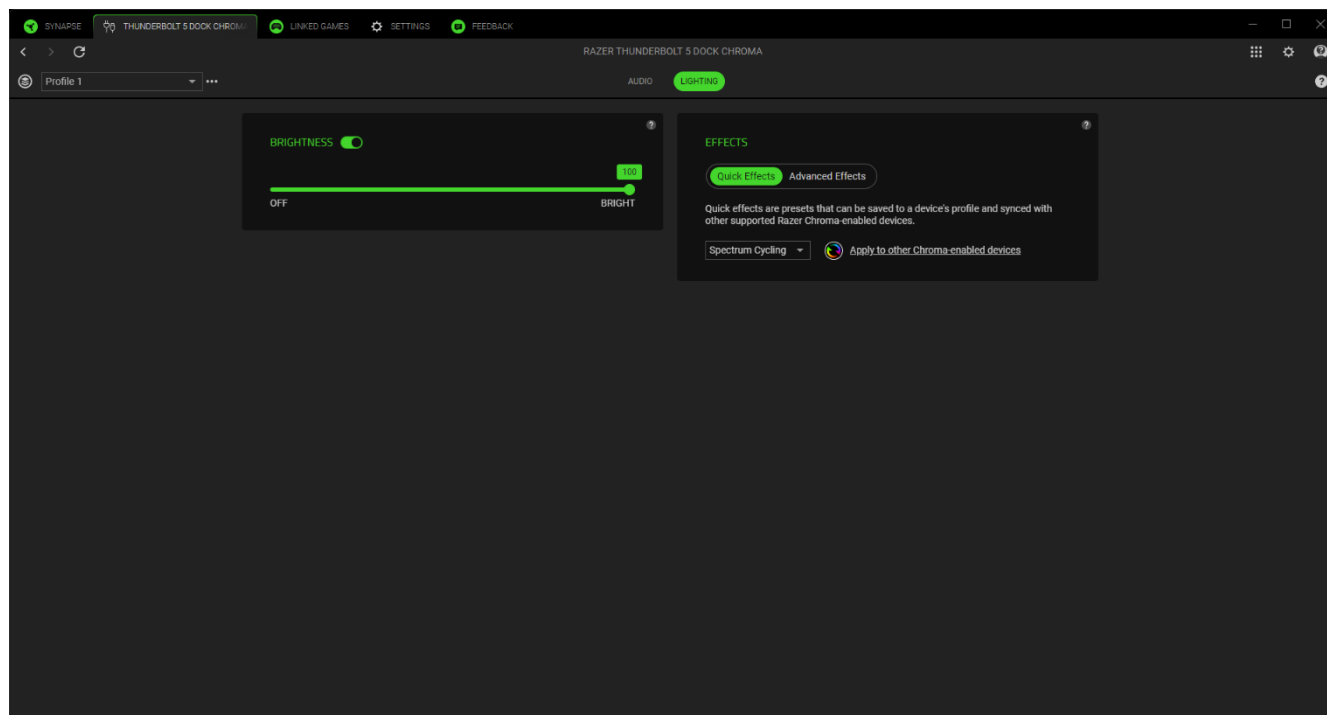 SYNAPSE
THUNDERBOLT 5 DOCK CHROMA
LINKED GAMES
SETTINGS
FEEDBACK
RAZER THUNDERBOLT 5 DOCK CHROMA
Profile 1
AUDIO
LIGHTING
BRIGHTNESS
?
100
OFF
BRIGHT
EFFECTS
?
Quick Effects
Advanced Effects
Quick effects are presets that can be saved to a device's profile and synced with
other supported Razer Chroma-enabled devices.
Spectrum Cycling
Apply to other Chroma-enabled devices